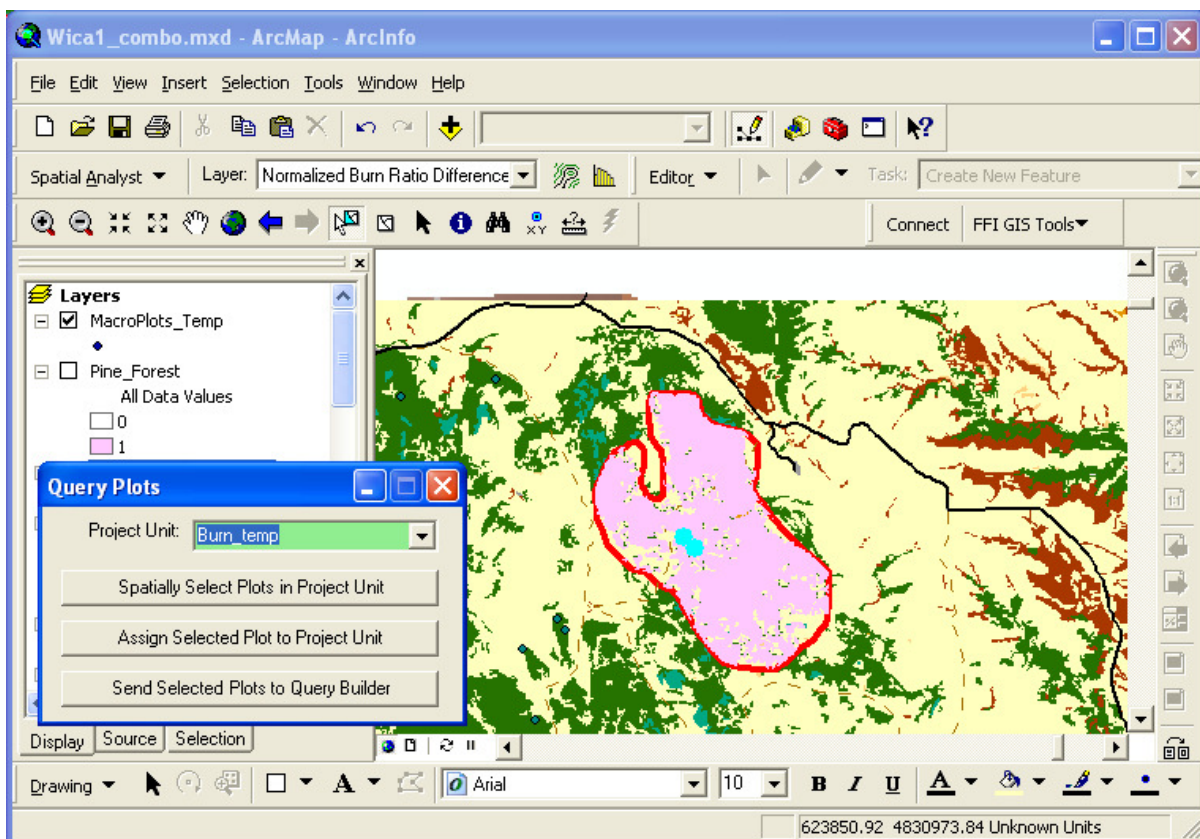 Wica1_combo.mxd - ArcMap - ArcInfo
File Edit View Insert Selection Tools Window Help
Spatial Analyst Layer: Normalized Burn Ratio Difference Editor Task: Create New Feature
XY
Connect FFI GIS Tools
Layers
MacroPlots_Temp
Pine_Forest
All Data Values
0
1
Query Plots
Project Unit: Burn_temp
Spatially Select Plots in Project Unit
Assign Selected Plot to Project Unit
Send Selected Plots to Query Builder
Display Source Selection
Drawing A Arial 10 B I U A
623850.92 4830973.84 Unknown Units
1:1